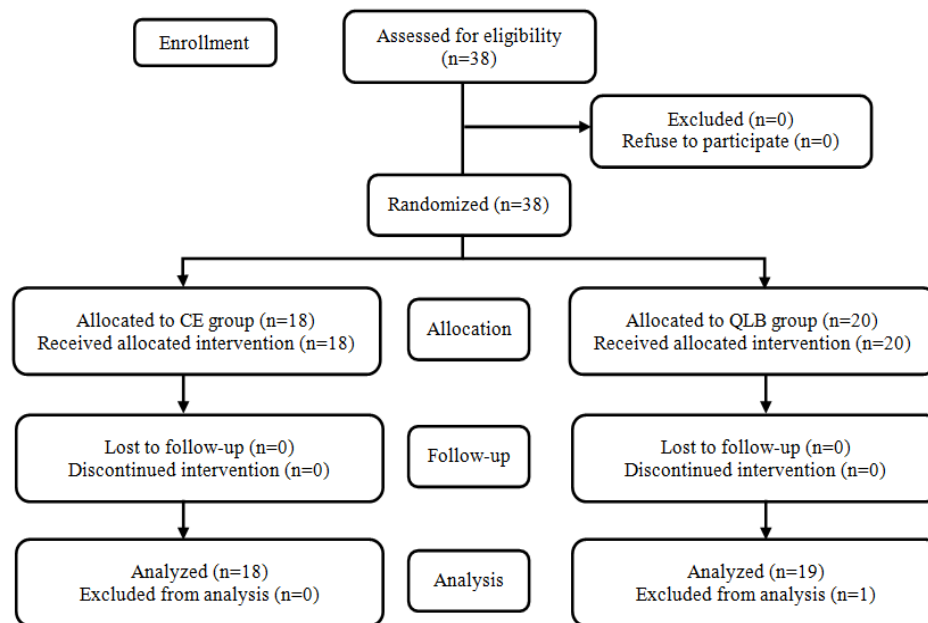 Enrollment
Assessed for eligibility
(n=38)
Excluded (n=0)
Refuse to participate (n=0)
Randomized (n=38)
Allocated to CE group (n=18)
Received allocated intervention (n=18)
Allocation
Allocated to QLB group (n=20)
Received allocated intervention (n=20)
Lost to follow-up (n=0)
Discontinued intervention (n=0)
Follow-up
Lost to follow-up (n=0)
Discontinued intervention (n=0)
Analyzed (n=18)
Excluded from analysis (n=0)
Analysis
Analyzed (n=19)
Excluded from analysis (n=1)